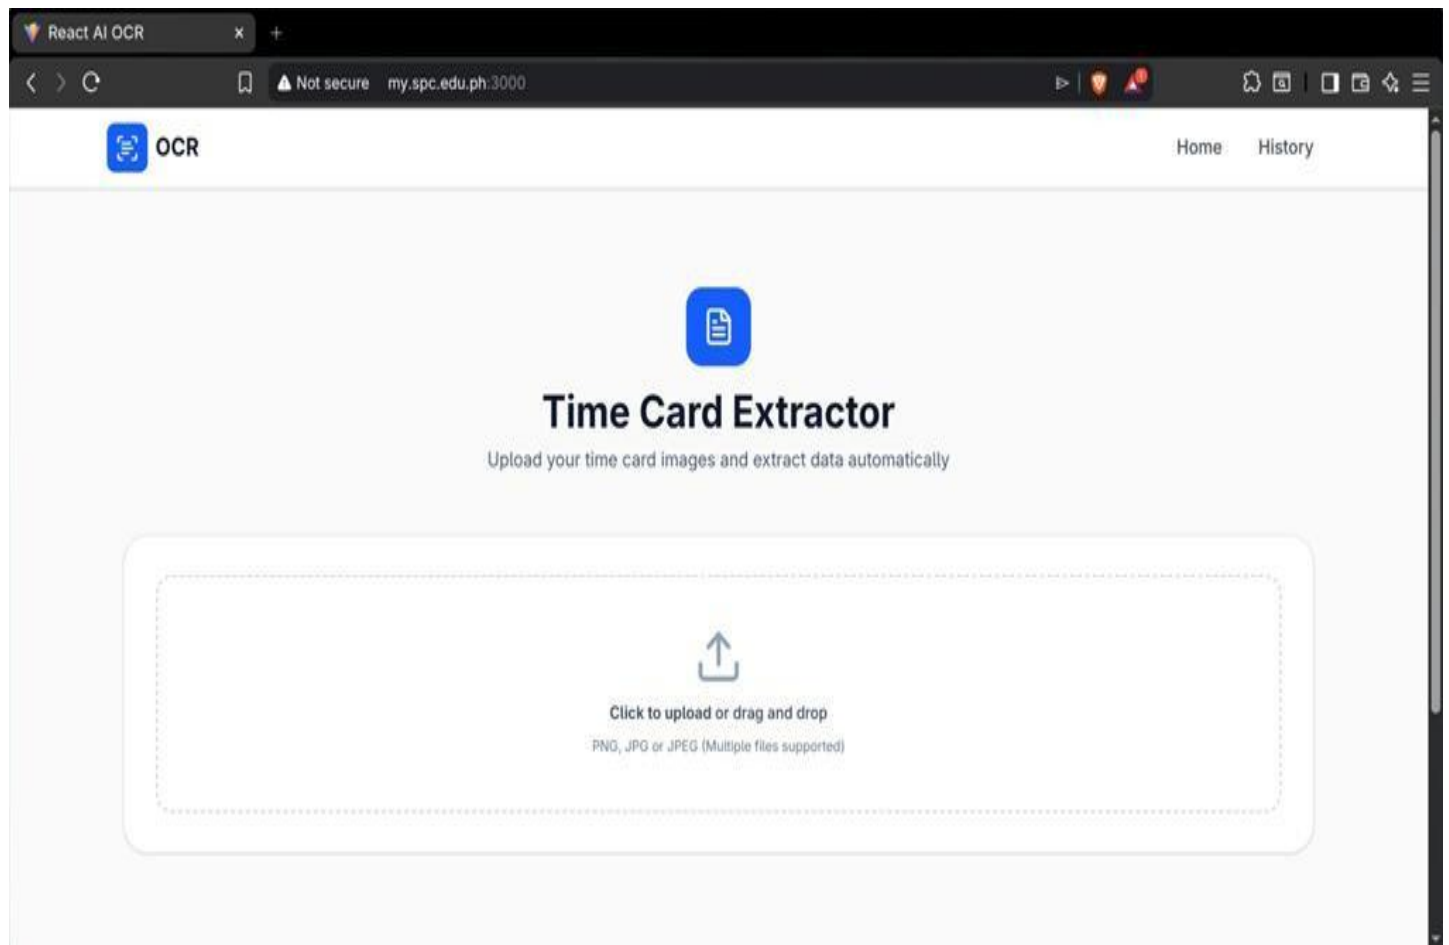 React AI OCR
Not secure my.spc.edu.ph:3000
OCR
Home History
Time Card Extractor
Upload your time card images and extract data automatically
Click to upload or drag and drop
PNG, JPG or JPEG (Multiple files supported)